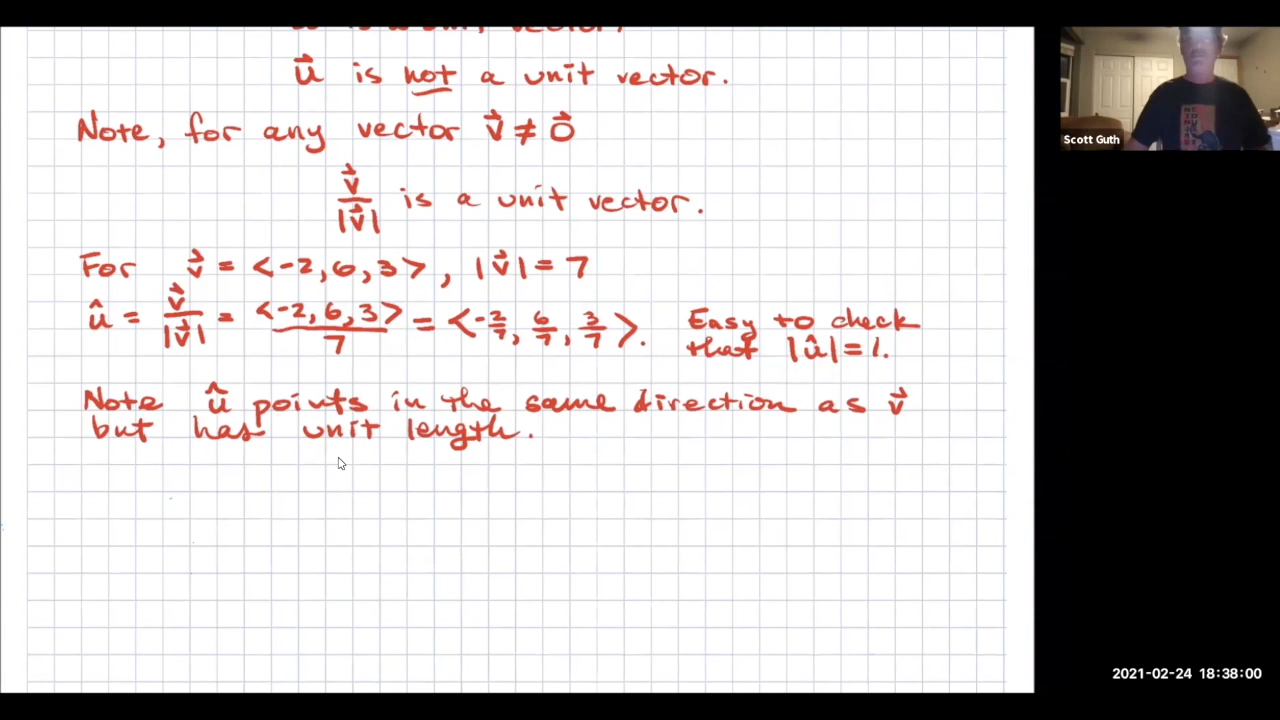 vector.
u⃗ is not a unit vector.
Note, for any vector v⃗ ≠ 0⃗
v⃗/|v⃗| is a unit vector.
For v⃗ = <-2, 6, 3>, |v⃗| = 7
û = v⃗/|v⃗| = <-2, 6, 3>/7 = <-2/7, 6/7, 3/7>. Easy to check
that |û| = 1.
Note û points in the same direction as v⃗
but has unit length.
Scott Guth
2021-02-24 18:38:00